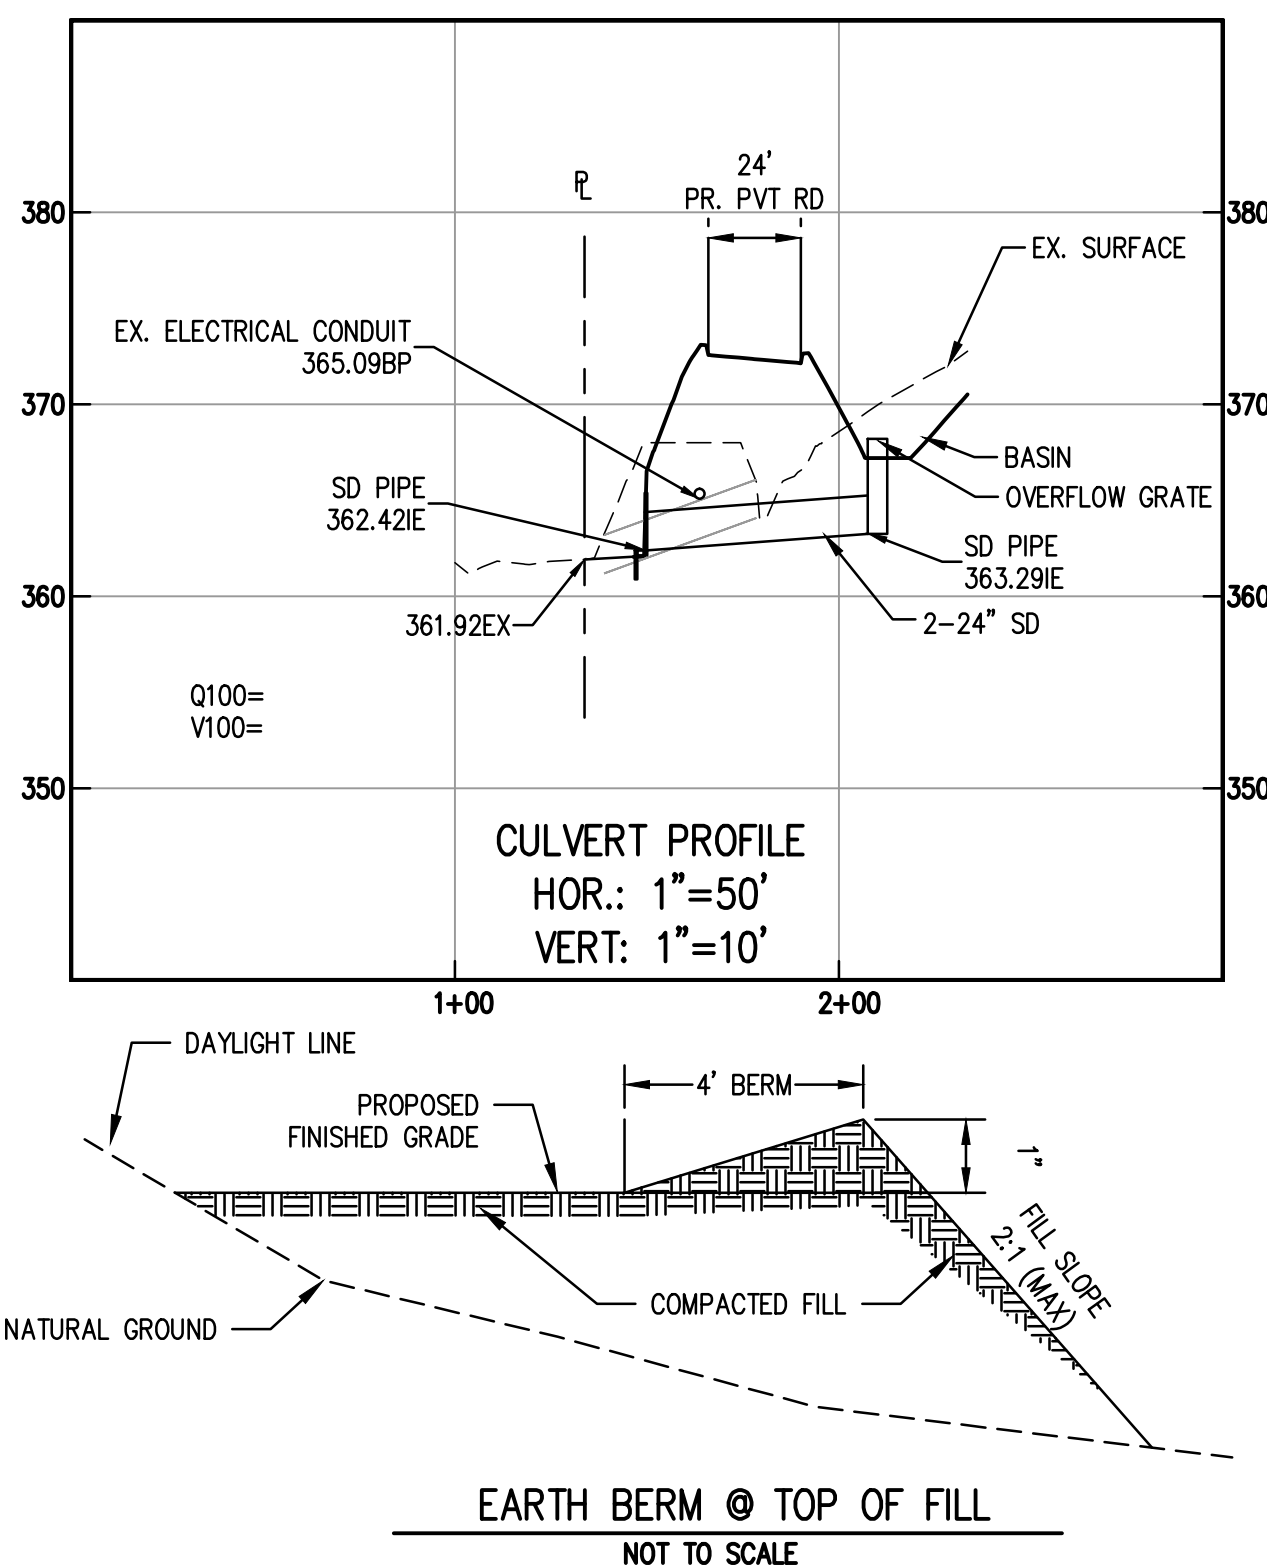 24'
PR. PVT RD
PL
380
380
EX. SURFACE
EX. ELECTRICAL CONDUIT
365.09BP
370
370
BASIN
SD PIPE
362.42IE
OVERFLOW GRATE
SD PIPE
363.29IE
360
360
361.92EX
2-24" SD
Q100=
V100=
350
350
CULVERT PROFILE
HOR.: 1"=50'
VERT: 1"=10'
1+00
2+00
DAYLIGHT LINE
4' BERM
PROPOSED
FINISHED GRADE
1"
FILL SLOPE
2:1 (MAX)
COMPACTED FILL
NATURAL GROUND
EARTH BERM @ TOP OF FILL
NOT TO SCALE